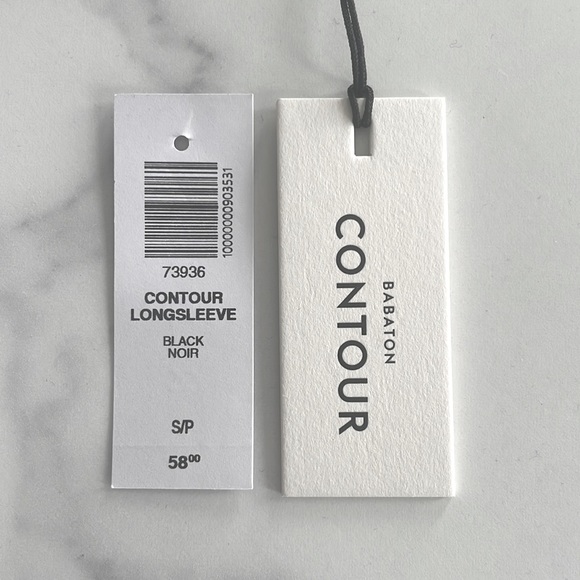 10000000903531
73936
CONTOUR
LONGSLEEVE
BLACK
NOIR
S/P
58⁰⁰
BABATON
CONTOUR